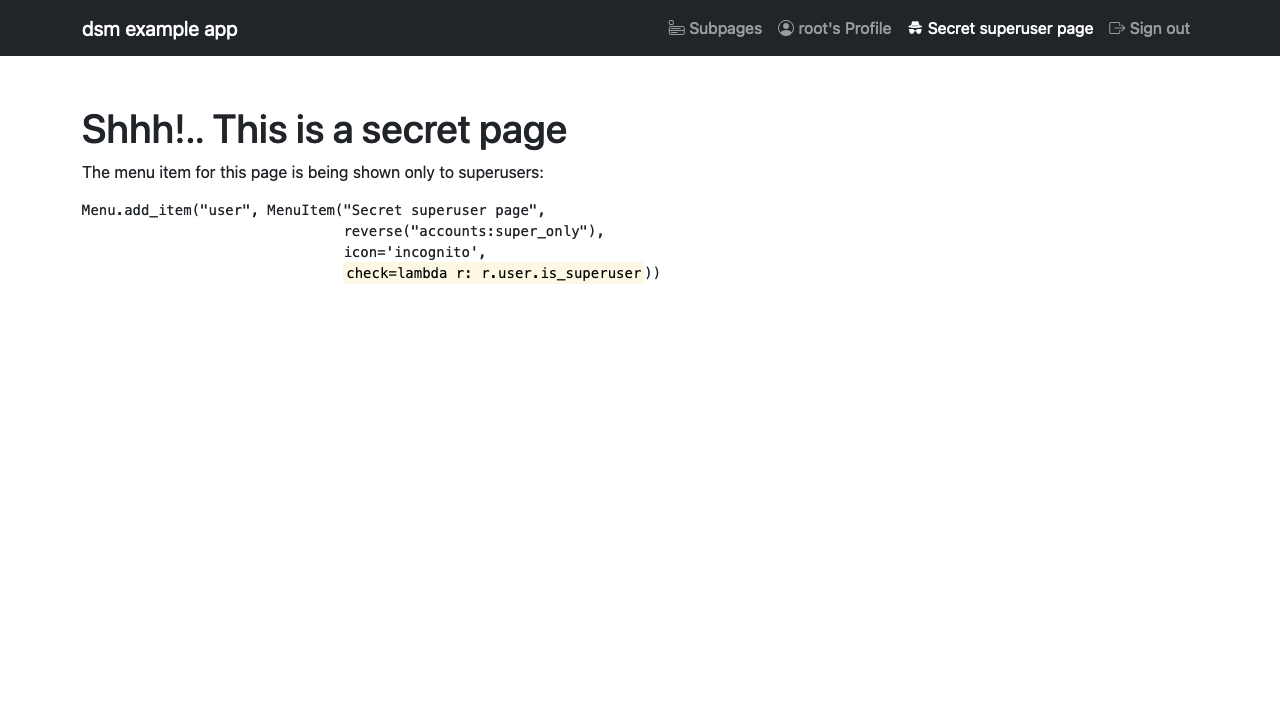 dsm example app
Subpages
root's Profile
Secret superuser page
Sign out
Shhh!.. This is a secret page
The menu item for this page is being shown only to superusers:
Menu.add_item("user", MenuItem("Secret superuser page",
reverse("accounts:super_only"),
icon='incognito',
check=lambda r: r.user.is_superuser))